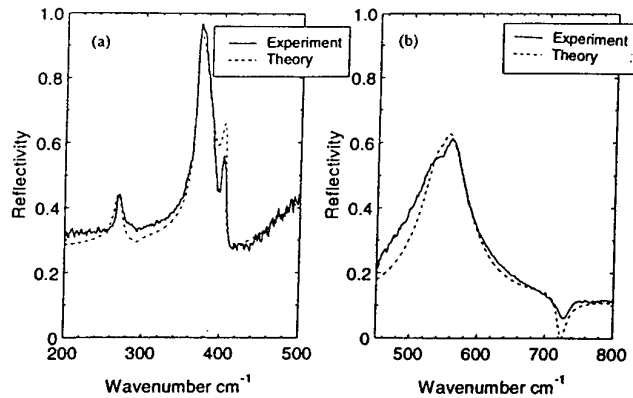 (a)
Experiment
Theory
1.0
0.8
0.6
0.4
0.2
0
Reflectivity
200
300
400
500
Wavenumber cm⁻¹
(b)
Experiment
Theory
1.0
0.8
0.6
0.4
0.2
0
Reflectivity
500
600
700
800
Wavenumber cm⁻¹